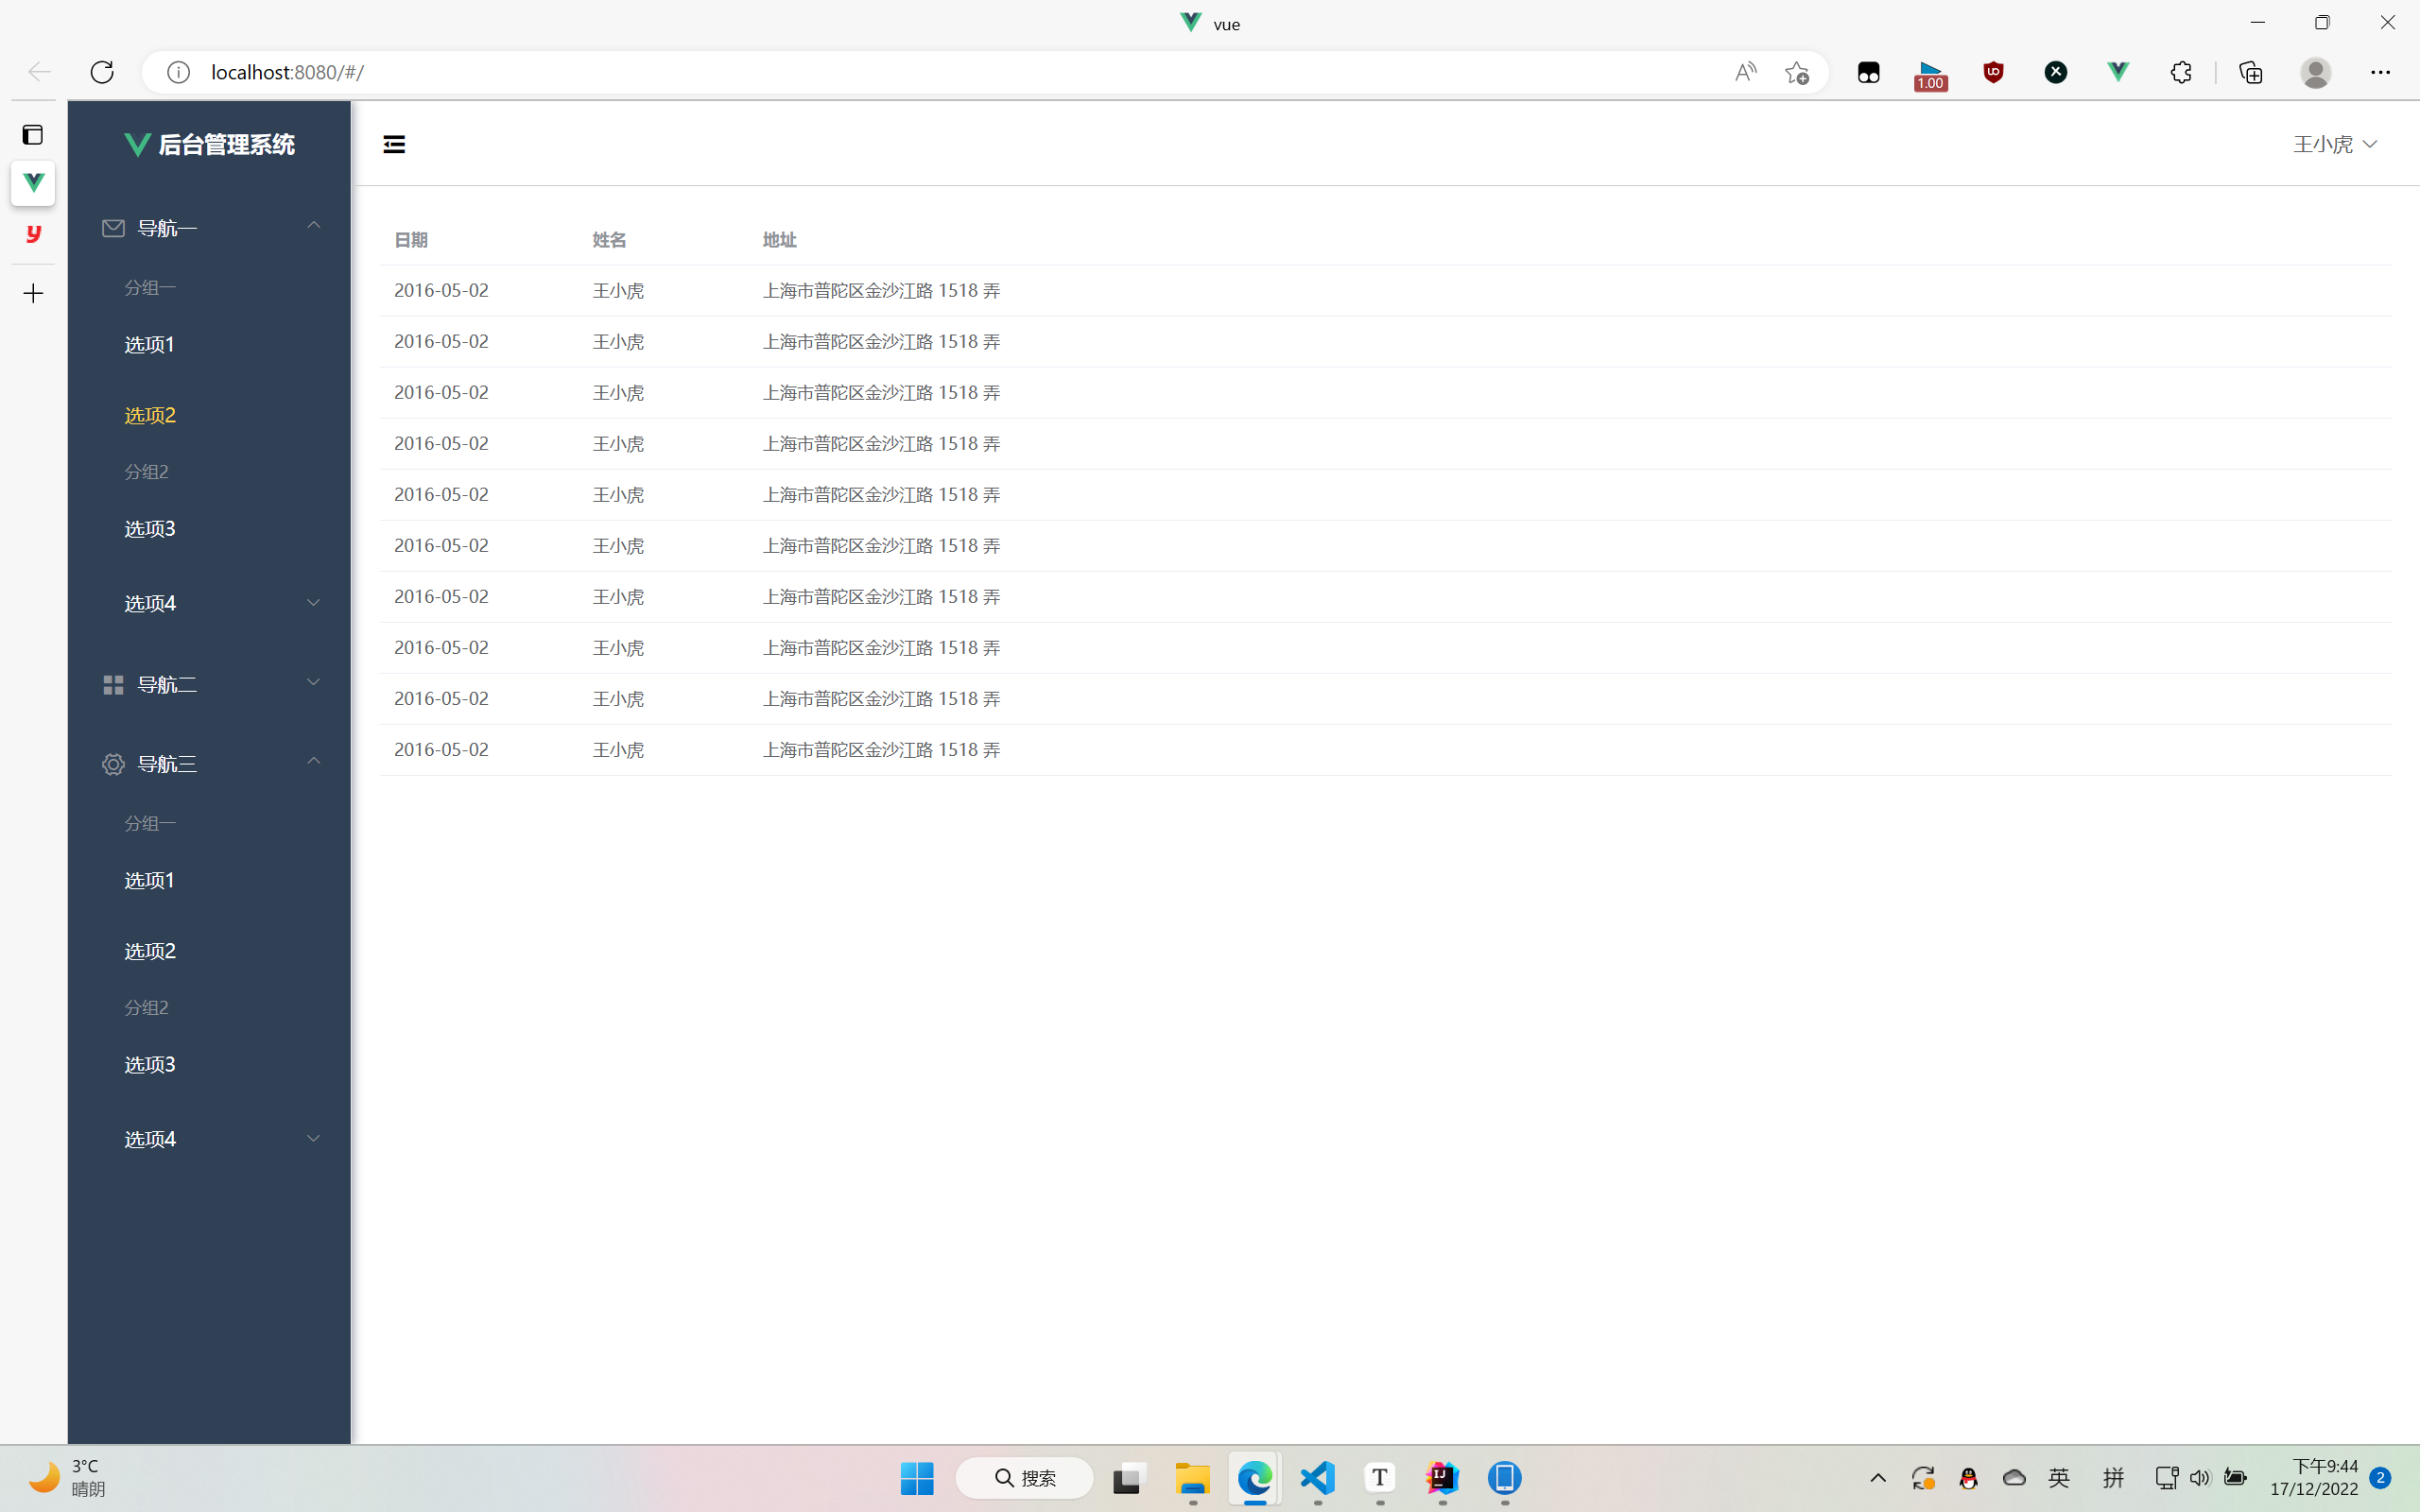 vue
localhost:8080/#/
1.00
后台管理系统
王小虎
导航一
分组一
选项1
选项2
分组2
选项3
选项4
导航二
导航三
分组一
选项1
选项2
分组2
选项3
选项4
日期 姓名 地址
2016-05-02 王小虎 上海市普陀区金沙江路 1518 弄
2016-05-02 王小虎 上海市普陀区金沙江路 1518 弄
2016-05-02 王小虎 上海市普陀区金沙江路 1518 弄
2016-05-02 王小虎 上海市普陀区金沙江路 1518 弄
2016-05-02 王小虎 上海市普陀区金沙江路 1518 弄
2016-05-02 王小虎 上海市普陀区金沙江路 1518 弄
2016-05-02 王小虎 上海市普陀区金沙江路 1518 弄
2016-05-02 王小虎 上海市普陀区金沙江路 1518 弄
2016-05-02 王小虎 上海市普陀区金沙江路 1518 弄
2016-05-02 王小虎 上海市普陀区金沙江路 1518 弄
3°C
晴朗
搜索
英 拼
下午9:44
17/12/2022
2